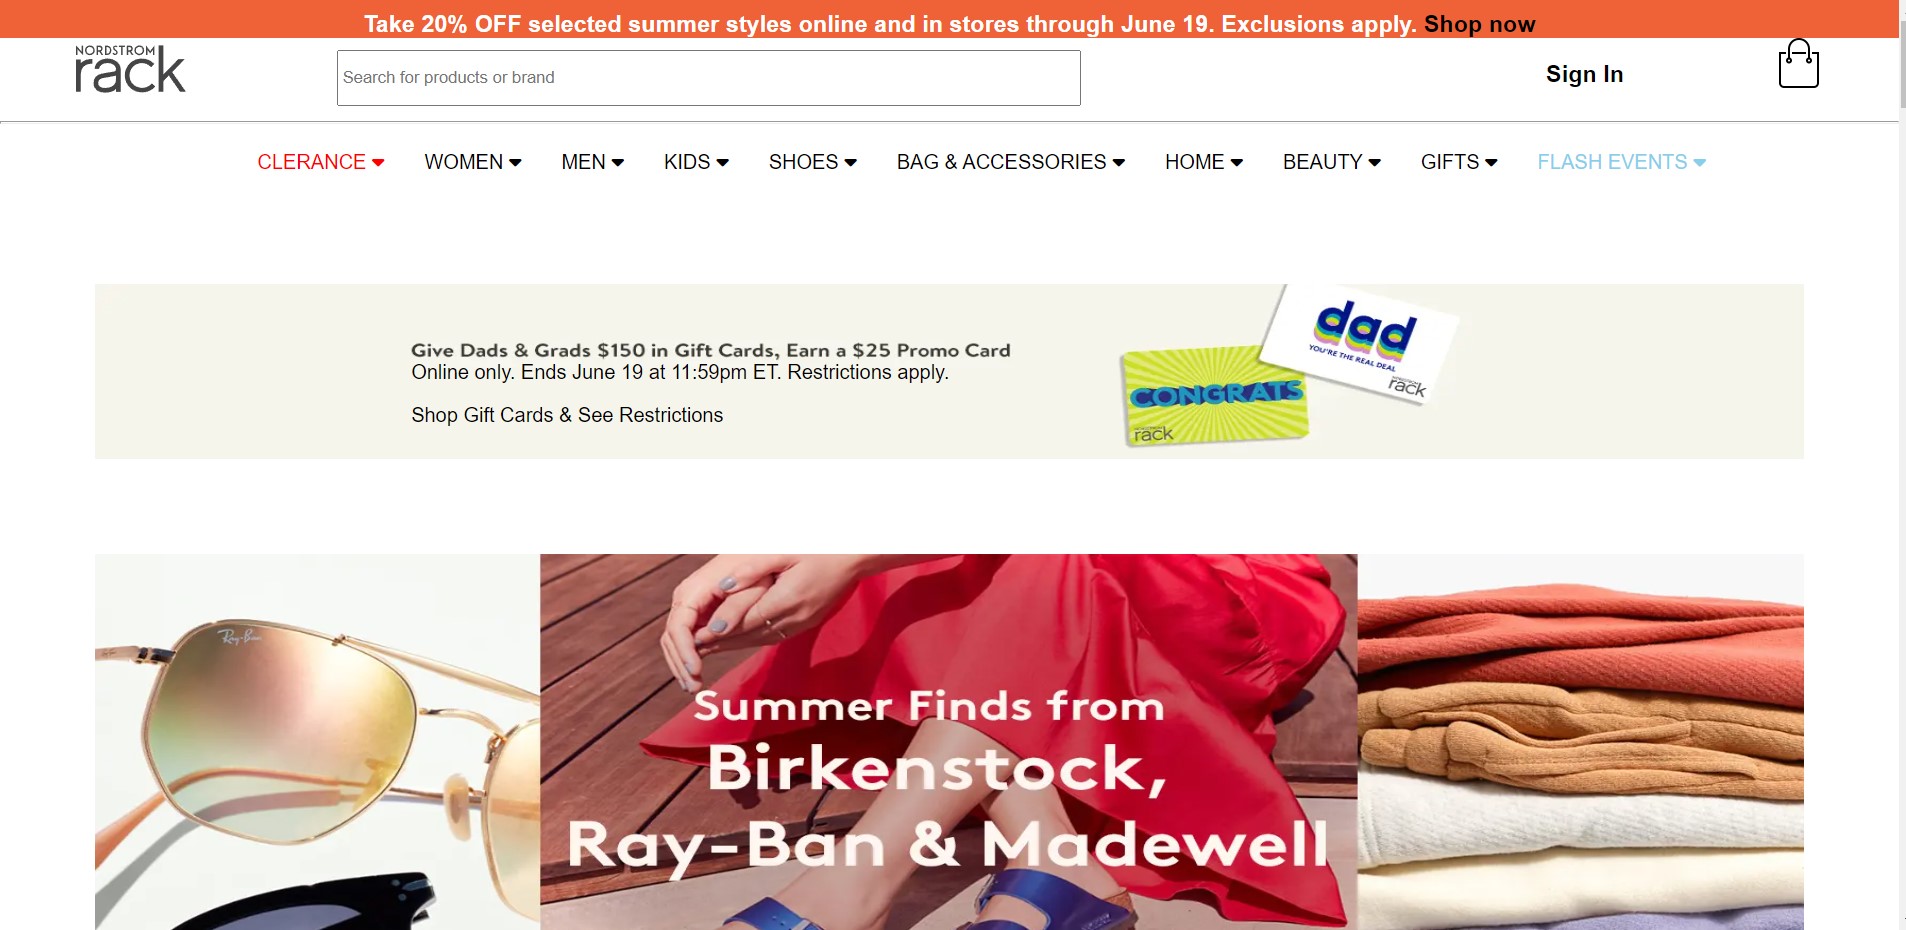 Take 20% OFF selected summer styles online and in stores through June 19. Exclusions apply. Shop now
NORDSTROM
rack
Search for products or brand
Sign In
CLERANCE WOMEN MEN KIDS SHOES BAG & ACCESSORIES HOME BEAUTY GIFTS FLASH EVENTS
Give Dads & Grads $150 in Gift Cards, Earn a $25 Promo Card
Online only. Ends June 19 at 11:59pm ET. Restrictions apply.
Shop Gift Cards & See Restrictions
dad
YOU'RE THE REAL DEAL
NORDSTROM
rack
CONGRATS
NORDSTROM
rack
Ray-Ban
Summer Finds from
Birkenstock,
Ray-Ban & Madewell